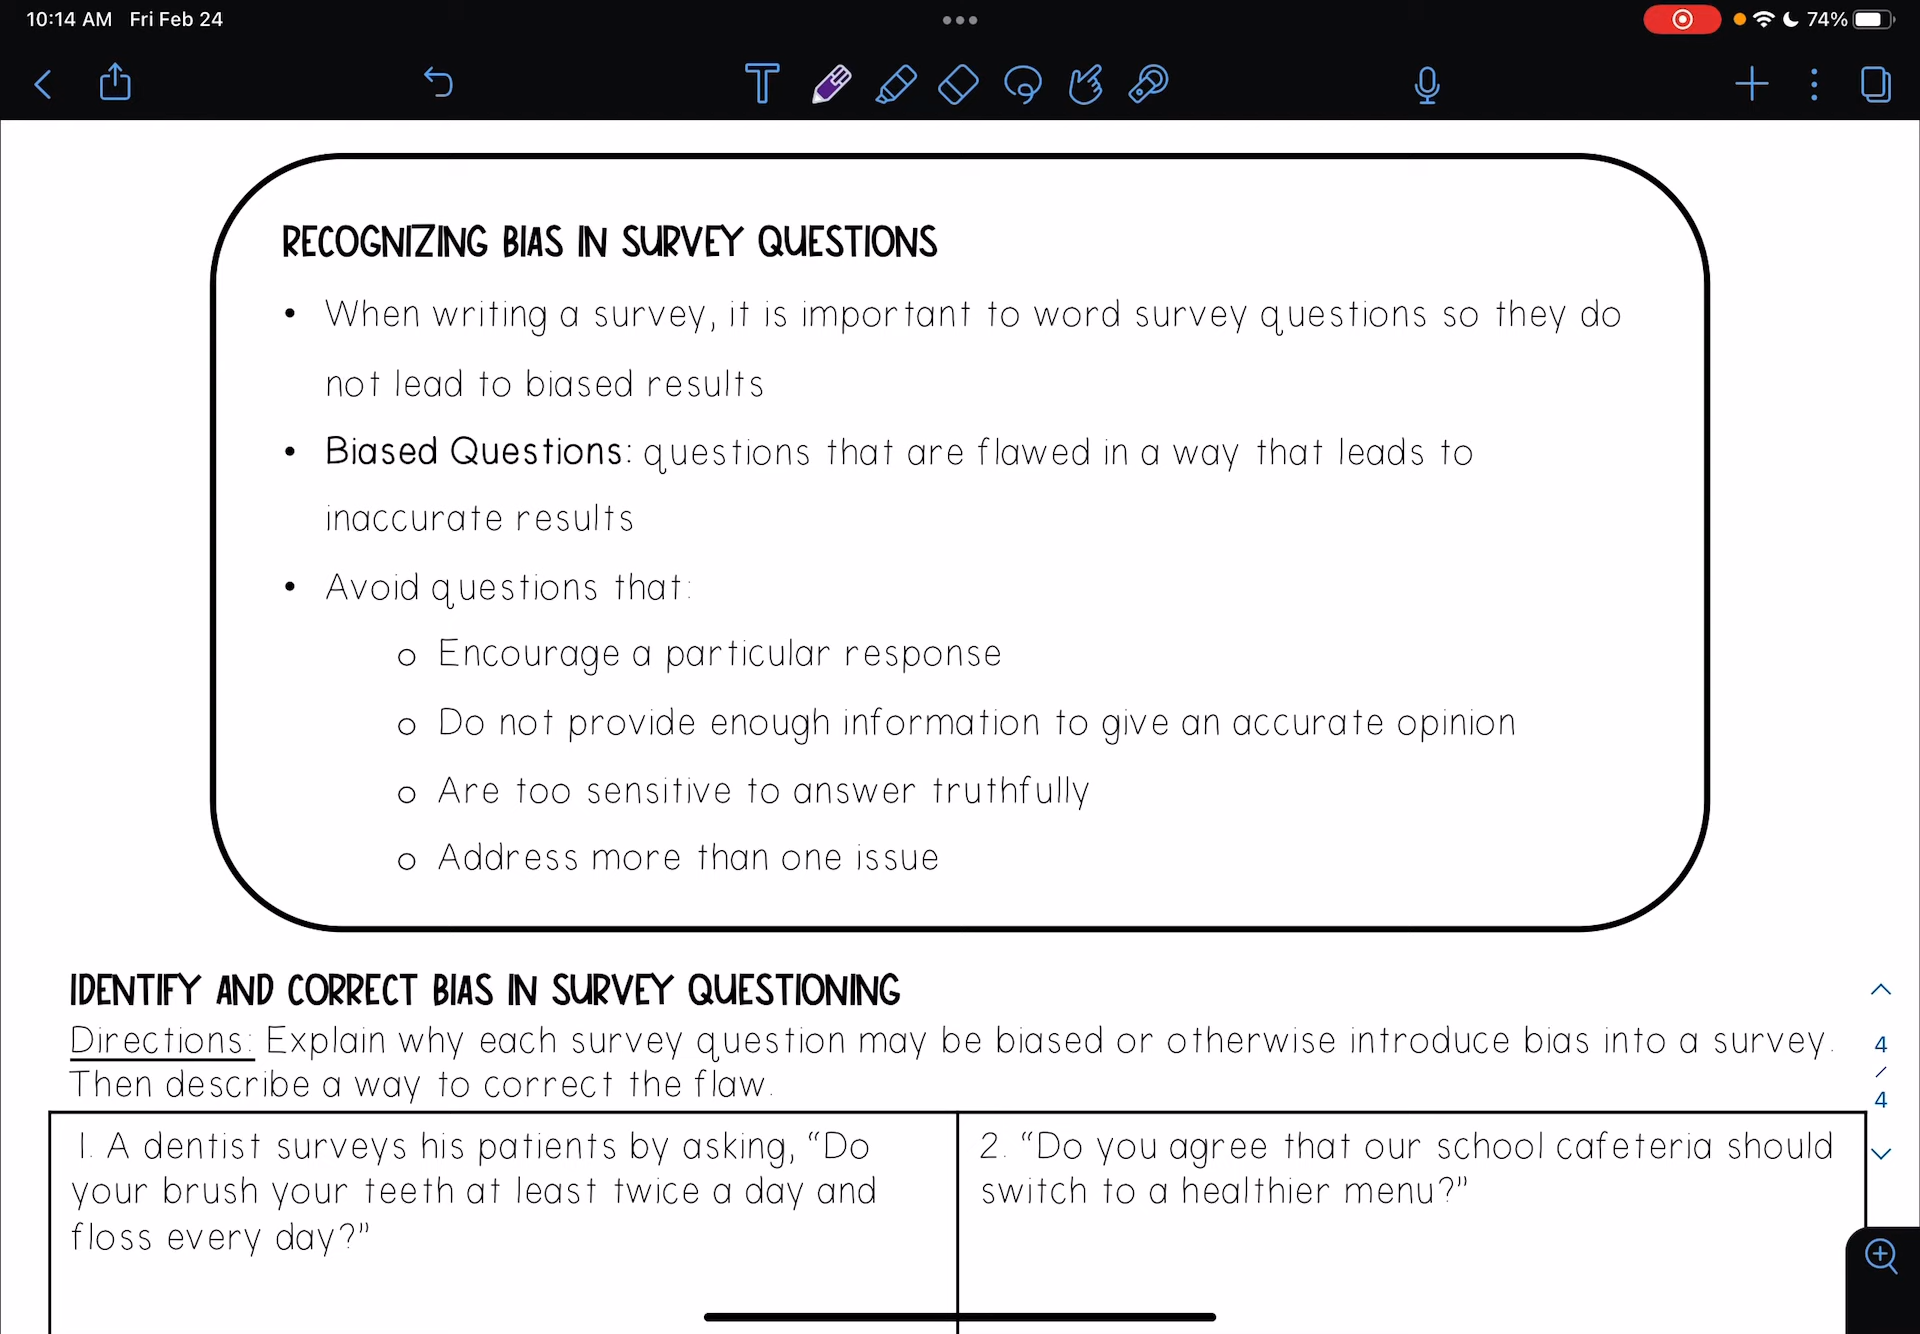 10:14 AM Fri Feb 24
74%
RECOGNIZING BIAS IN SURVEY QUESTIONS
• When writing a survey, it is important to word survey questions so they do
not lead to biased results
• Biased Questions: questions that are flawed in a way that leads to
inaccurate results
• Avoid questions that:
o Encourage a particular response
o Do not provide enough information to give an accurate opinion
o Are too sensitive to answer truthfully
o Address more than one issue
IDENTIFY AND CORRECT BIAS IN SURVEY QUESTIONING
Directions: Explain why each survey question may be biased or otherwise introduce bias into a survey.
Then describe a way to correct the flaw.
4
/
4
1. A dentist surveys his patients by asking, “Do
your brush your teeth at least twice a day and
floss every day?”
2. “Do you agree that our school cafeteria should
switch to a healthier menu?”